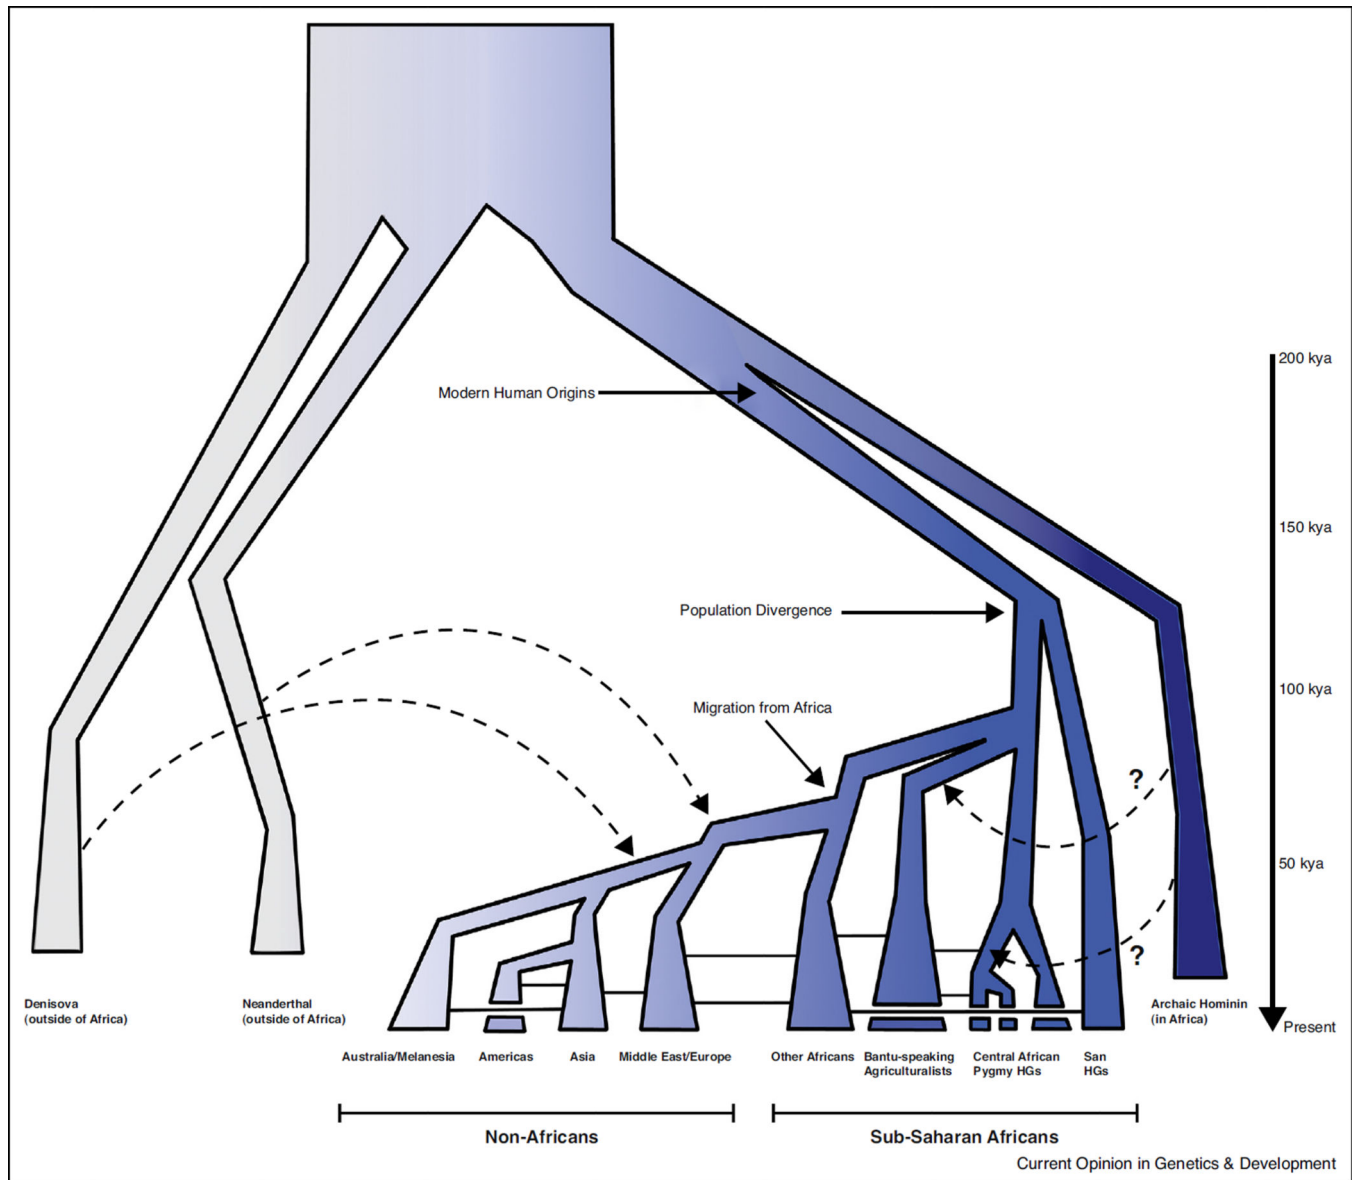 200 kya
Modern Human Origins
150 kya
Population Divergence
100 kya
Migration from Africa
?
50 kya
?
Denisova
(outside of Africa)
Neanderthal
(outside of Africa)
Archaic Hominin
(in Africa)
Present
Australia/Melanesia
Americas
Asia
Middle East/Europe
Other Africans
Bantu-speaking
Agriculturalists
Central African
Pygmy HGs
San
HGs
Non-Africans
Sub-Saharan Africans
Current Opinion in Genetics & Development